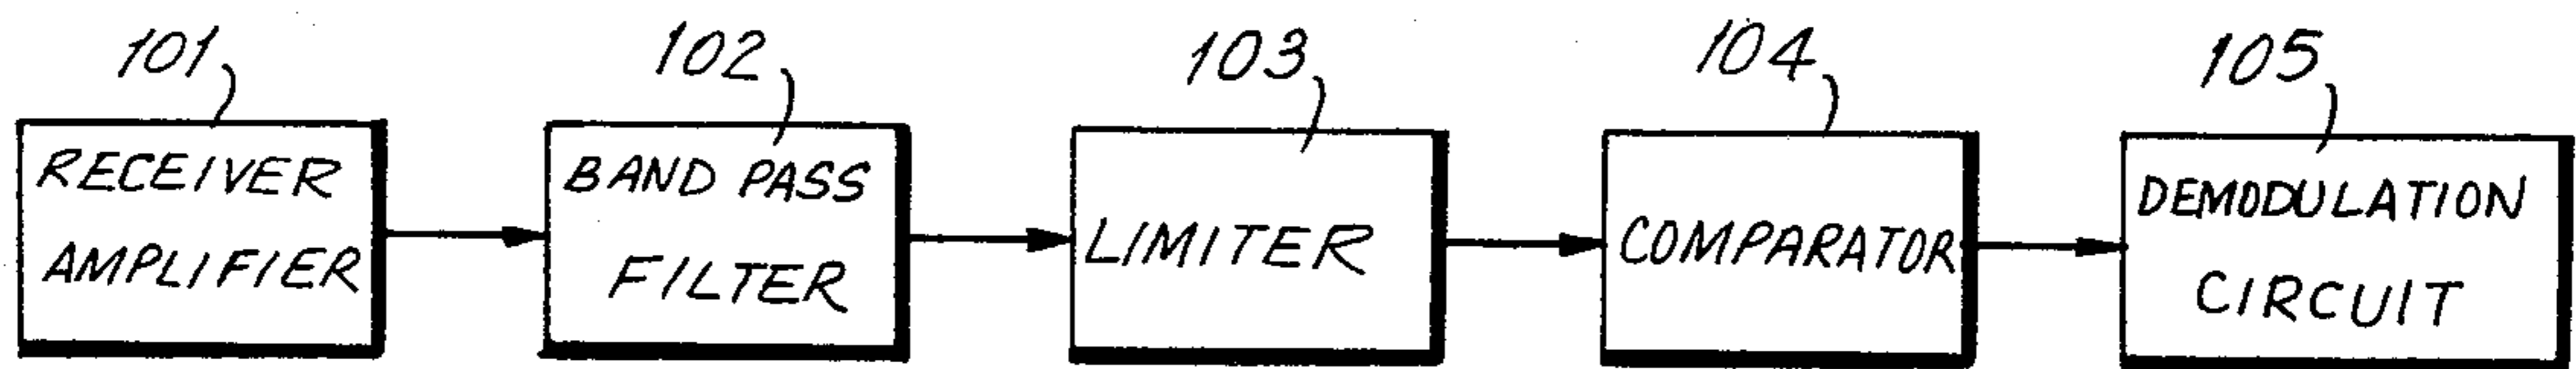 101 102 103 104 105
RECEIVER AMPLIFIER
BAND PASS FILTER
LIMITER
COMPARATOR
DEMODULATION CIRCUIT